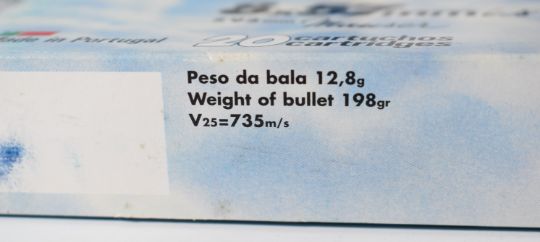 Made in Portugal
20 cartuchos
cartridges
Peso da bala 12,8g
Weight of bullet 198gr
V25=735m/s